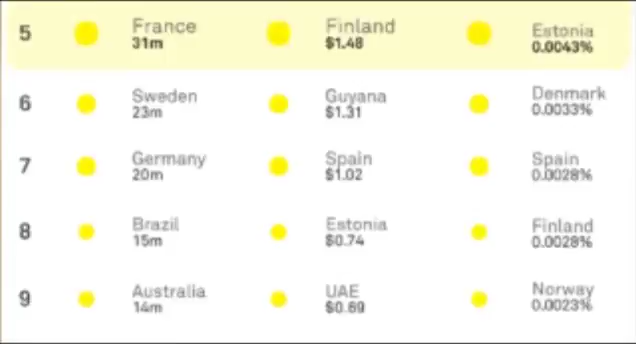 5 France Finland Estonia
31m $1.48 0.0043%
6 Sweden Guyana Denmark
23m $1.31 0.0033%
7 Germany Spain Spain
20m $1.02 0.0028%
8 Brazil Estonia Finland
15m $0.74 0.0028%
9 Australia UAE Norway
14m $0.69 0.0023%